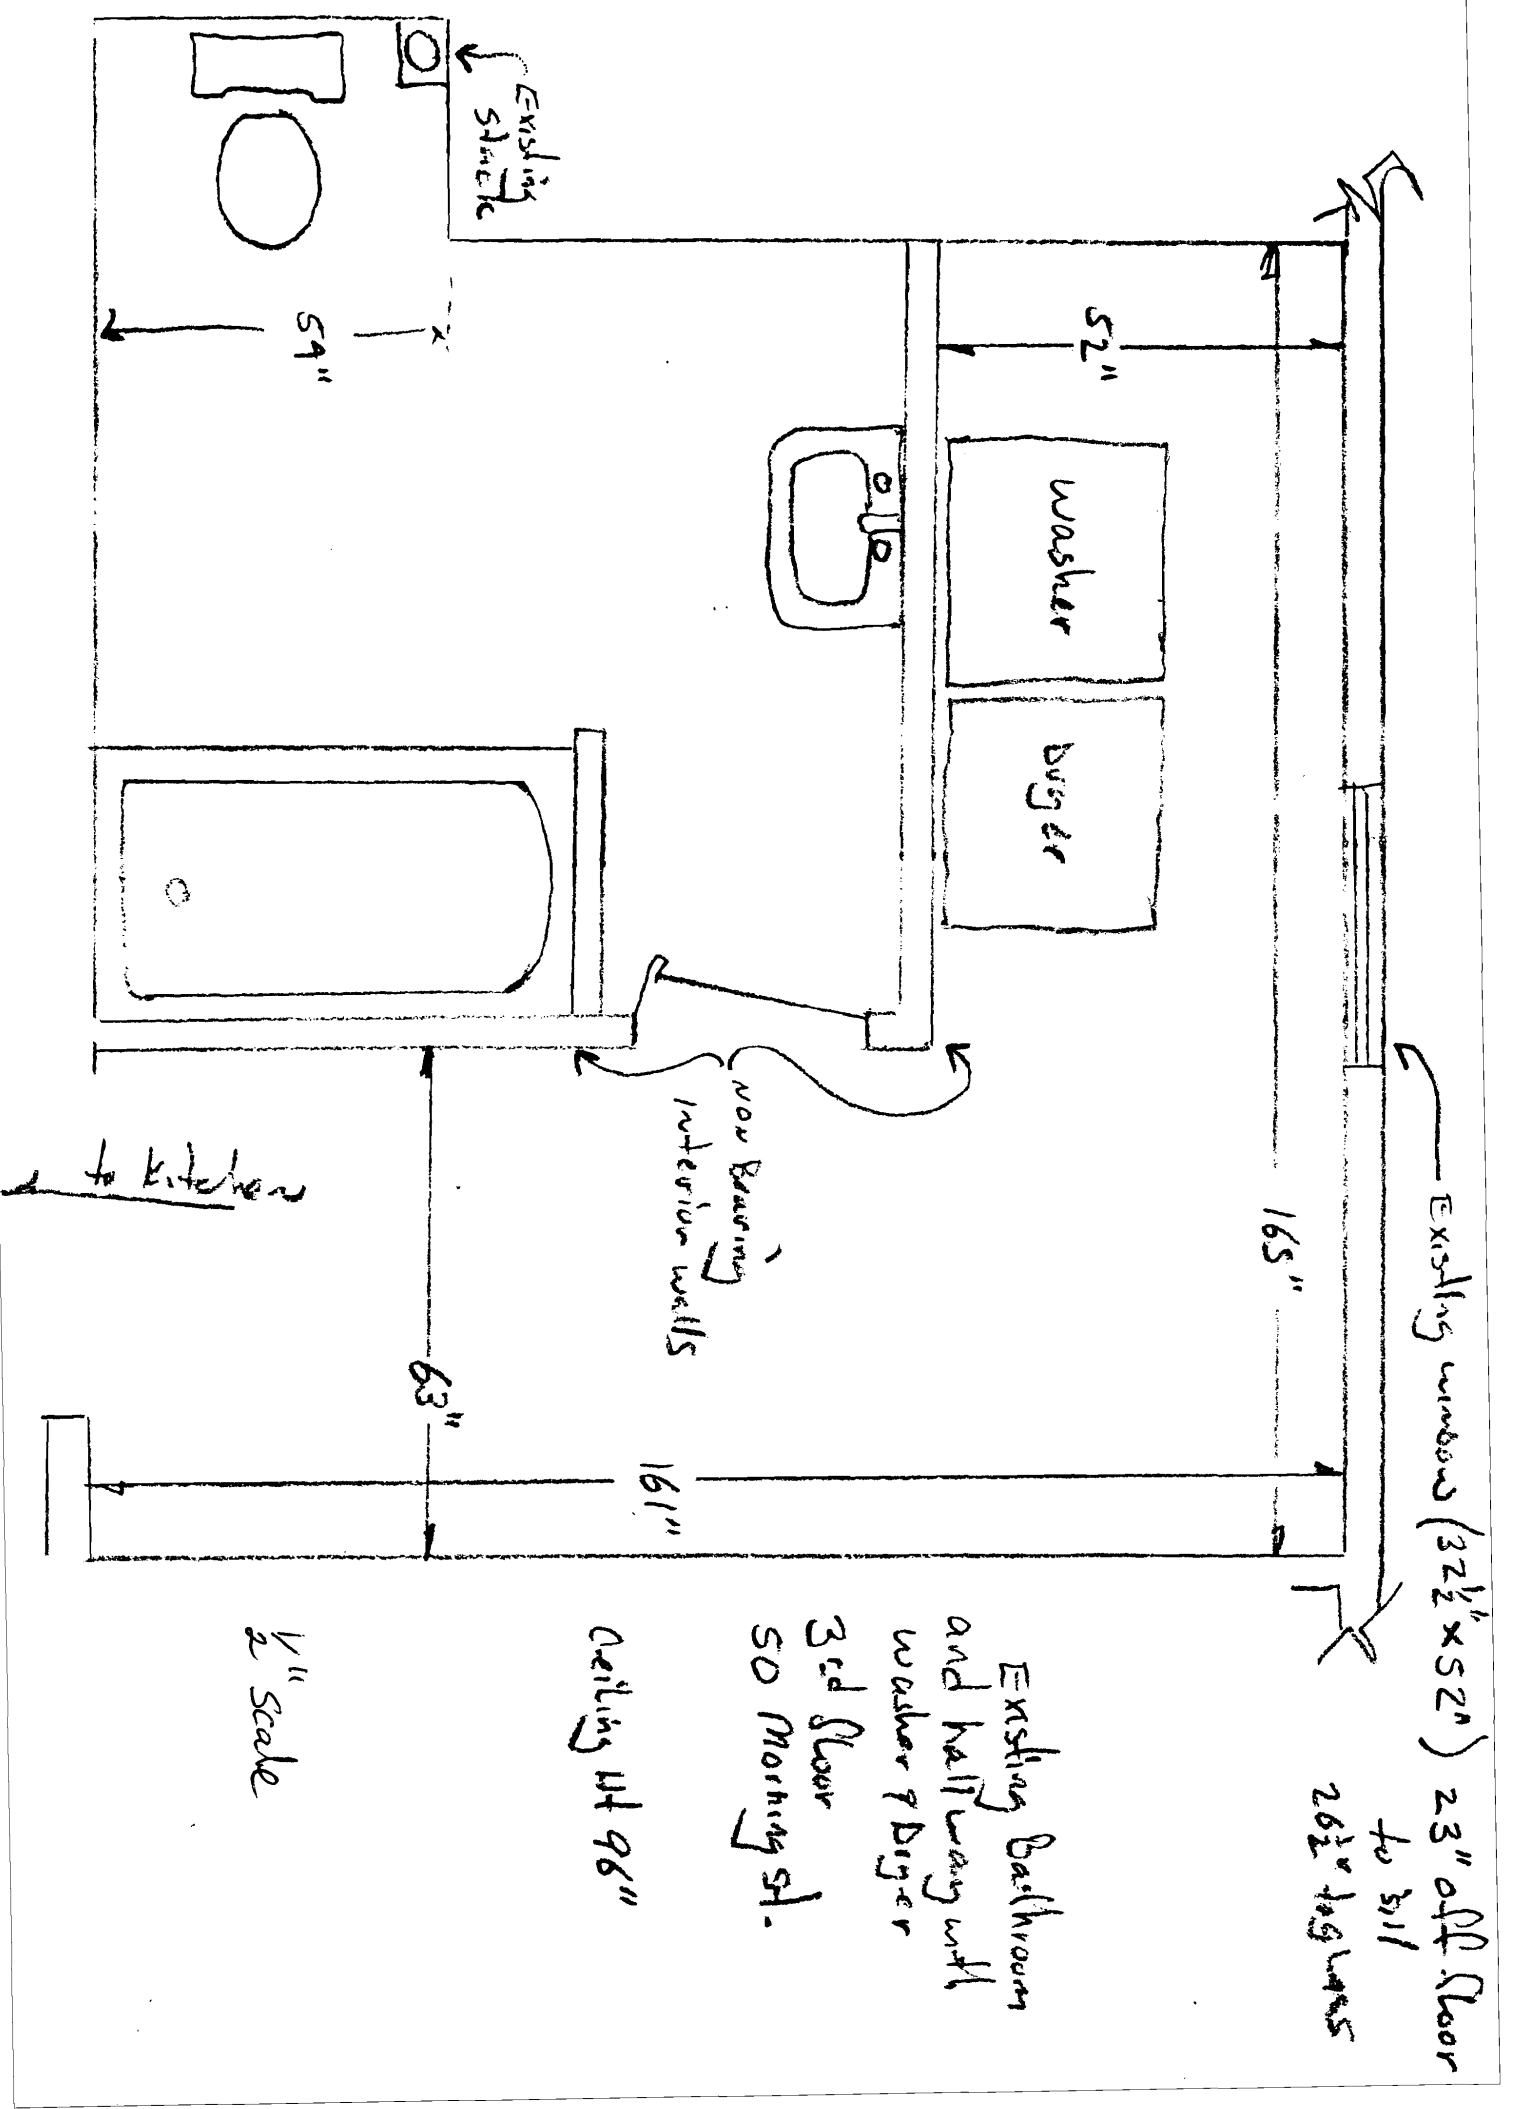 Existing window (32½" x 52") 23" off floor
to sill
26½" to glass
165"
52"
Washer
Dryer
Existing Bathroom
and hallway with
washer & Dryer
3rd floor
50 Morning St.
Ceiling Ht 96"
½" Scale
161"
Non Bearing
Interior walls
Existing
stack
63"
54"
to kitchen